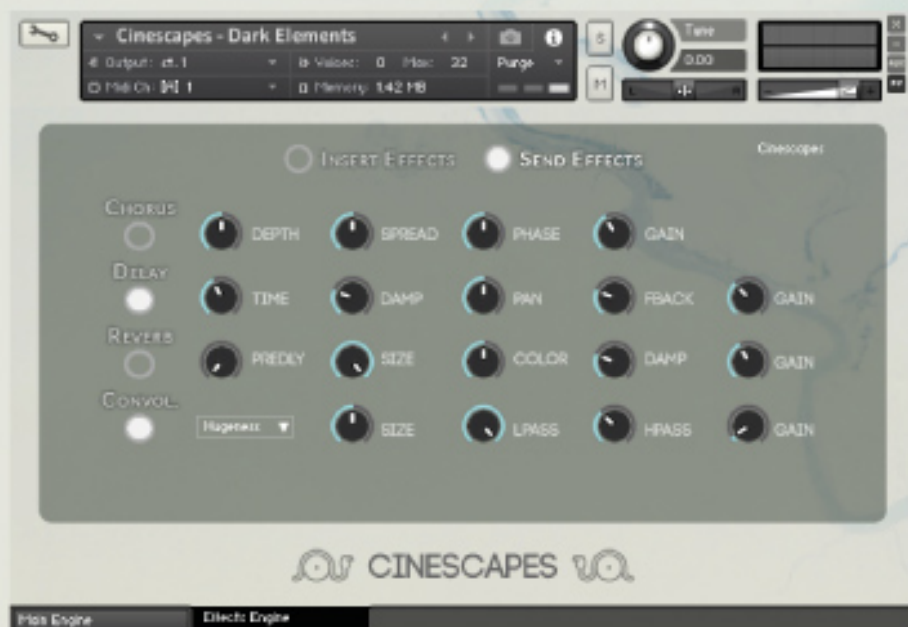 Cinescapes - Dark Elements
Output: st. 1 Voices: 0 Max: 32 Purge
Midi Ch: [A] 1 Memory: 1.42 MB
S
M
Tune
0.00
L R
Cinescapes
INSERT EFFECTS SEND EFFECTS
CHORUS
DEPTH SPREAD PHASE GAIN
DELAY
TIME DAMP PAN FBACK GAIN
REVERB
PREDLY SIZE COLOR DAMP GAIN
CONVOL.
Hugeness SIZE LPASS HPASS GAIN
CINESCAPES
Main Engine Effects Engine